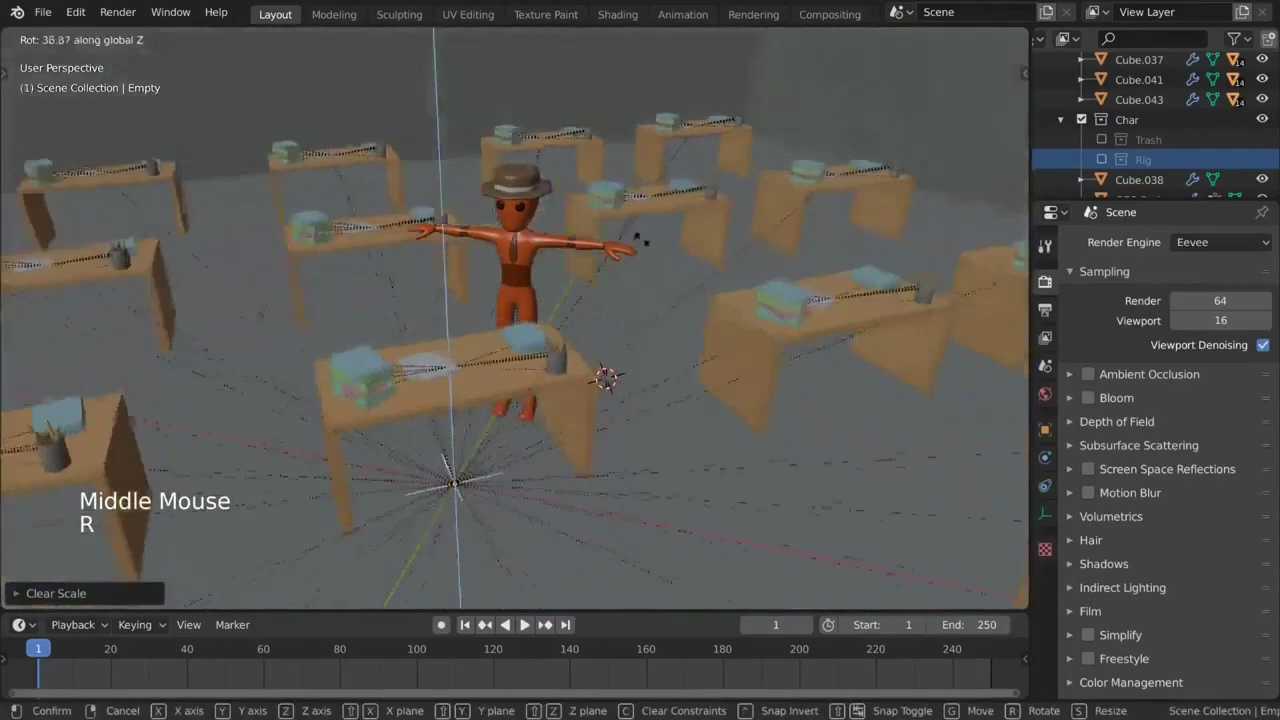 File Edit Render Window Help Layout Modeling Sculpting UV Editing Texture Paint Shading Animation Rendering Compositing Scene View Layer
Rot: 36.87 along global Z
User Perspective
(1) Scene Collection | Empty
Cube.037
14
Cube.041
14
Cube.043
14
Char
Trash
Rig
Cube.038
Scene
Render Engine Eevee
Sampling
Render 64
Viewport 16
Viewport Denoising
Ambient Occlusion
Bloom
Depth of Field
Subsurface Scattering
Screen Space Reflections
Motion Blur
Volumetrics
Hair
Shadows
Indirect Lighting
Film
Simplify
Freestyle
Color Management
Middle Mouse
R
Clear Scale
Playback Keying View Marker 1 Start: 1 End: 250
1 20 40 60 80 100 120 140 160 180 200 220 240
Confirm Cancel X X axis Y Y axis Z Z axis X X plane Y Y plane Z Z plane C Clear Constraints ^ Snap Invert Snap Toggle G Move R Rotate S Resize Scene Collection | Emp